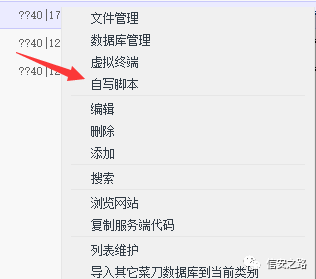 ??40|17
??40|12
??40|12
文件管理
数据库管理
虚拟终端
自写脚本
编辑
删除
添加
搜索
浏览网站
复制服务端代码
列表维护
导入其它菜刀数据库到当前类别
信安之路